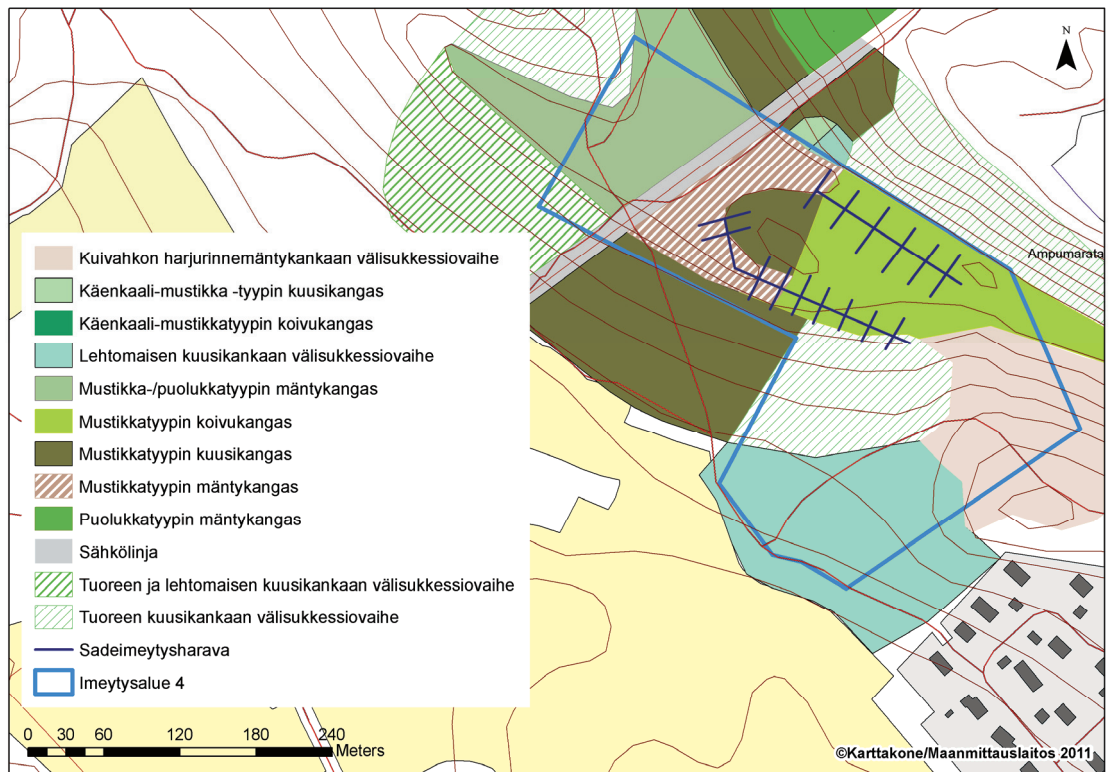 N
Ampumarata
Kuivahkon harjurinnemäntykankaan välisukkessiovaihe
Käenkaali-mustikka -tyypin kuusikangas
Käenkaali-mustikkatyypin koivukangas
Lehtomaisen kuusikankaan välisukkessiovaihe
Mustikka-/puolukkatyypin mäntykangas
Mustikkatyypin koivukangas
Mustikkatyypin kuusikangas
Mustikkatyypin mäntykangas
Puolukkatyypin mäntykangas
Sähkölinja
Tuoreen ja lehtomaisen kuusikankaan välisukkessiovaihe
Tuoreen kuusikankaan välisukkessiovaihe
Sadeimeytysharava
Imeytysalue 4
0 30 60 120 180 240
Meters
©Karttakone/Maanmittauslaitos 2011